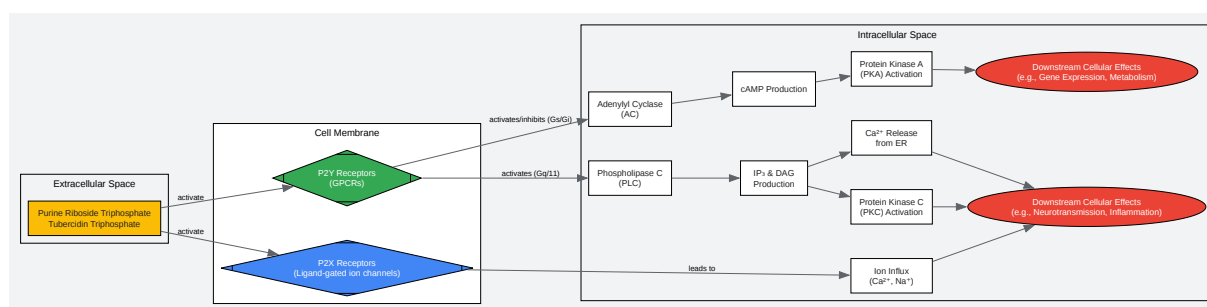 Intracellular Space
Protein Kinase A
(PKA) Activation
Downstream Cellular Effects
(e.g., Gene Expression, Metabolism)
cAMP Production
Adenylyl Cyclase
(AC)
activates/inhibits (Gs/Gi)
Cell Membrane
Ca²⁺ Release
from ER
P2Y Receptors
(GPCRs)
activates (Gq/11)
Phospholipase C
(PLC)
IP₃ & DAG
Production
Extracellular Space
activate
Purine Riboside Triphosphate
Tubercidin Triphosphate
activate
Protein Kinase C
(PKC) Activation
Downstream Cellular Effects
(e.g., Neurotransmission, Inflammation)
P2X Receptors
(Ligand-gated ion channels)
leads to
Ion Influx
(Ca²⁺, Na⁺)